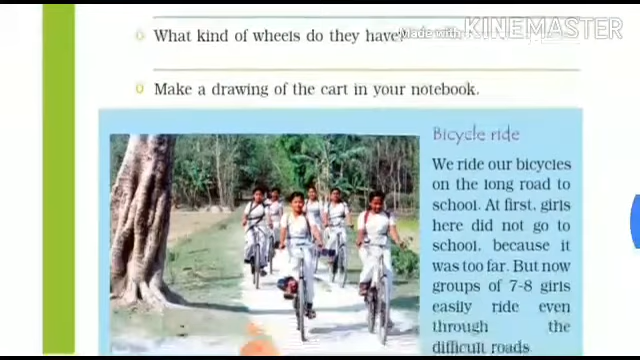 What kind of wheels do they have?
Made with KINEMASTER
Make a drawing of the cart in your notebook.
Bicycle ride
We ride our bicycles
on the long road to
school. At first, girls
here did not go to
school, because it
was too far. But now
groups of 7-8 girls
easily ride even
through the
difficult roads